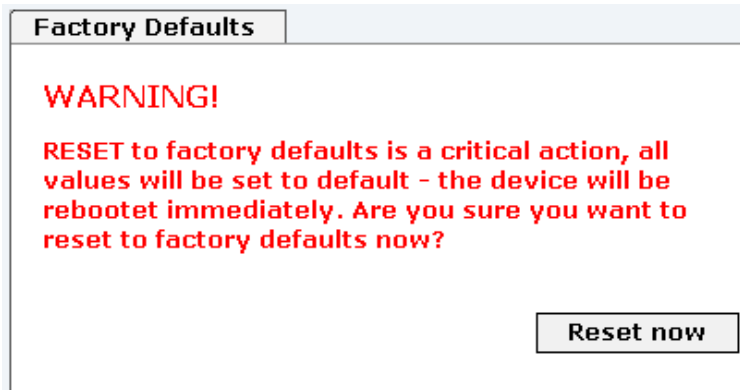 Factory Defaults
WARNING!
RESET to factory defaults is a critical action, all
values will be set to default - the device will be
rebootet immediately. Are you sure you want to
reset to factory defaults now?
Reset now